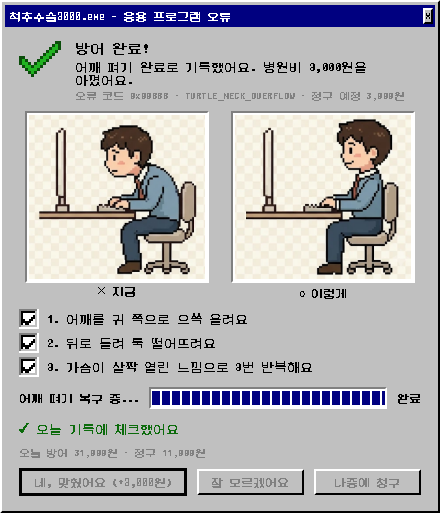 척추수습3000.exe - 응용 프로그램 오류
방어 완료!
어깨 펴기 완료로 기록했어요. 병원비 3,000원을
아꼈어요.
오류 코드 0x00BBB · TURTLE_NECK_OVERFLOW · 청구 예정 3,000원
× 지금
○ 이렇게
1. 어깨를 귀 쪽으로 으쓱 올려요
2. 뒤로 돌려 툭 떨어뜨려요
3. 가슴이 살짝 열린 느낌으로 3번 반복해요
어깨 펴기 복구 중...
완료
✓ 오늘 기록에 체크했어요
오늘 방어 31,000원 · 청구 11,000원
네, 맞췄어요 (+3,000원)
잘 모르겠어요
나중에 청구